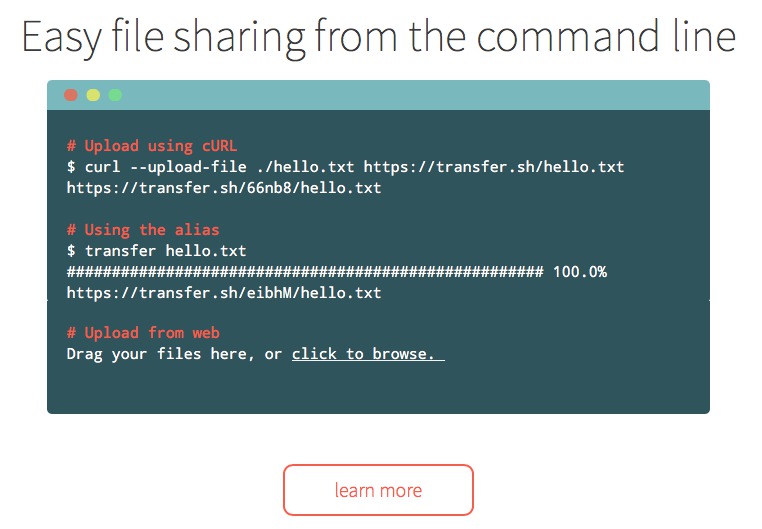 Easy file sharing from the command line
# Upload using cURL
$ curl --upload-file ./hello.txt https://transfer.sh/hello.txt
https://transfer.sh/66nb8/hello.txt
# Using the alias
$ transfer hello.txt
##################################################### 100.0%
https://transfer.sh/eibhM/hello.txt
# Upload from web
Drag your files here, or click to browse.
learn more